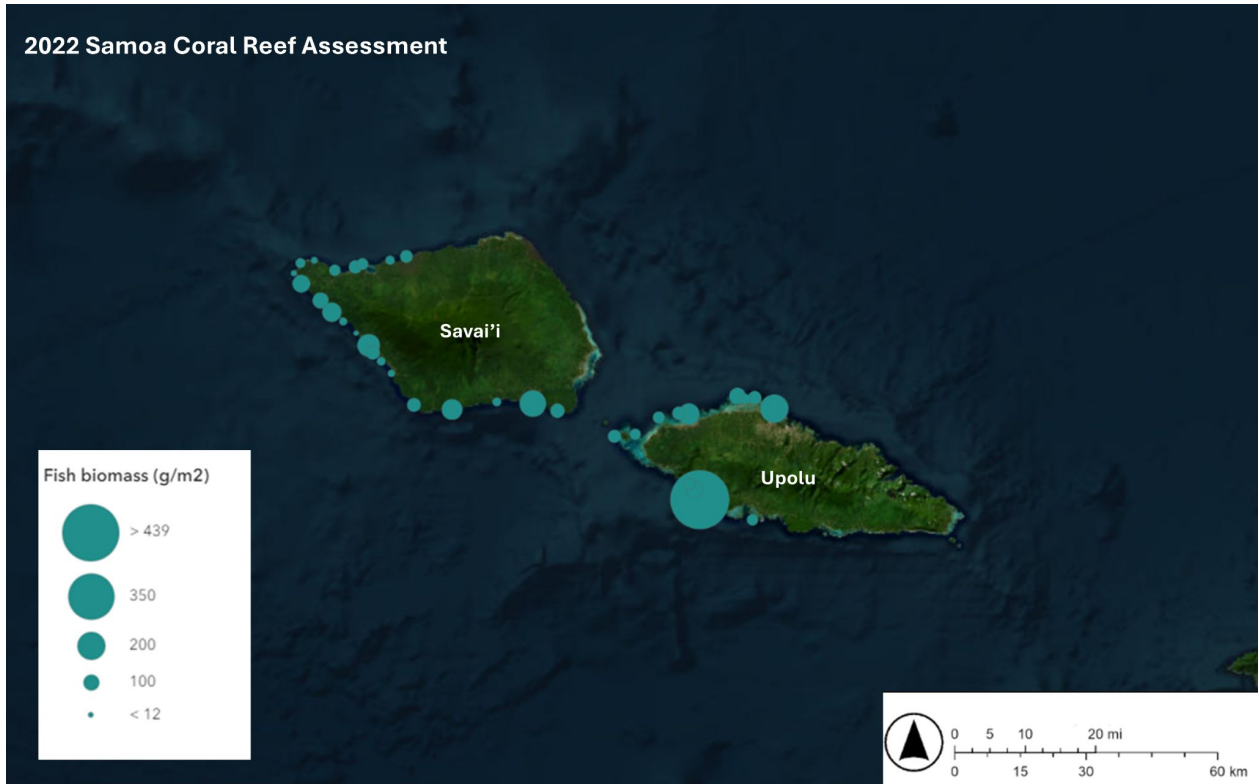 2022 Samoa Coral Reef Assessment
Savai’i
Upolu
Fish biomass (g/m2)
> 439
350
200
100
< 12
0 5 10 20 mi
0 15 30 60 km